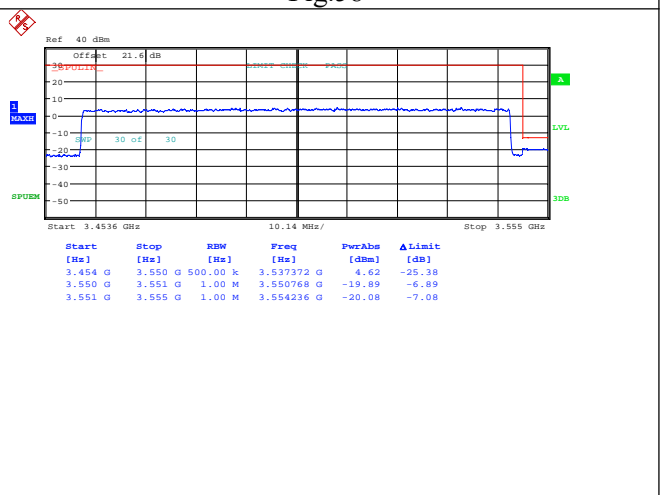 R S
Ref 40 dBm
Offset 21.6 dB
LIMIT CHECK PASS
_SPULIN_
30
20
10
0
-10
-20
-30
-40
-50
1
MAXH
SWP 30 of 30
SPUEM
A
LVL
3DB
Start 3.4536 GHz 10.14 MHz/ Stop 3.555 GHz
Start Stop RBW Freq PwrAbs ΔLimit
[Hz] [Hz] [Hz] [Hz] [dBm] [dB]
3.454 G 3.550 G 500.00 k 3.537372 G 4.62 -25.38
3.550 G 3.551 G 1.00 M 3.550768 G -19.89 -6.89
3.551 G 3.555 G 1.00 M 3.554236 G -20.08 -7.08